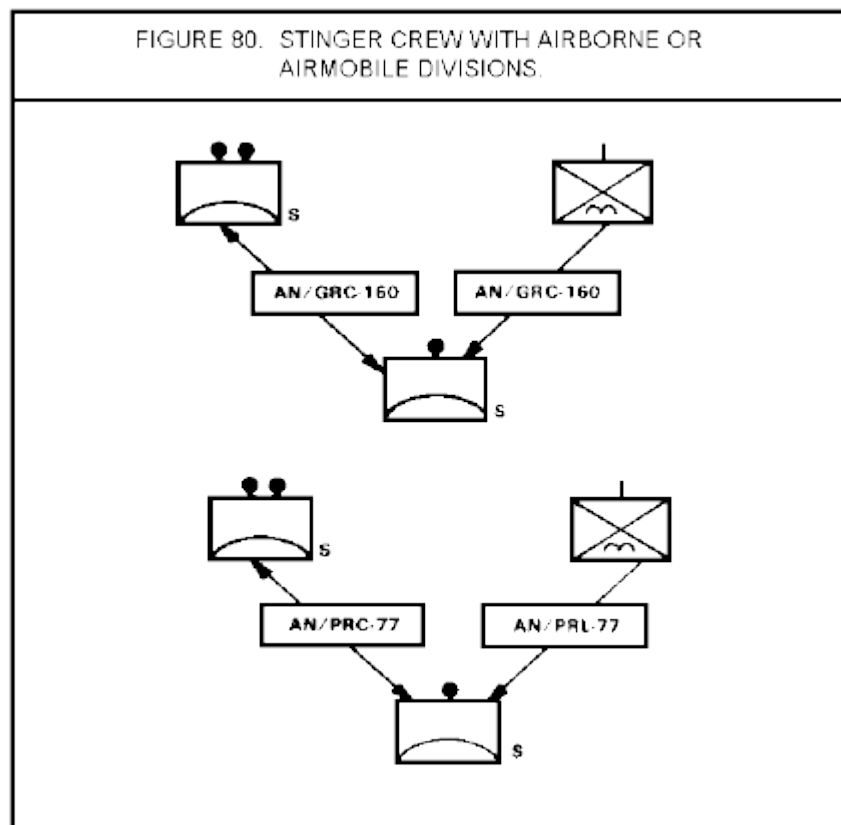 FIGURE 80. STINGER CREW WITH AIRBORNE OR
AIRMOBILE DIVISIONS.
S
AN/GRC-160 AN/GRC-160
S
S
AN/PRC-77 AN/PRL-77
S